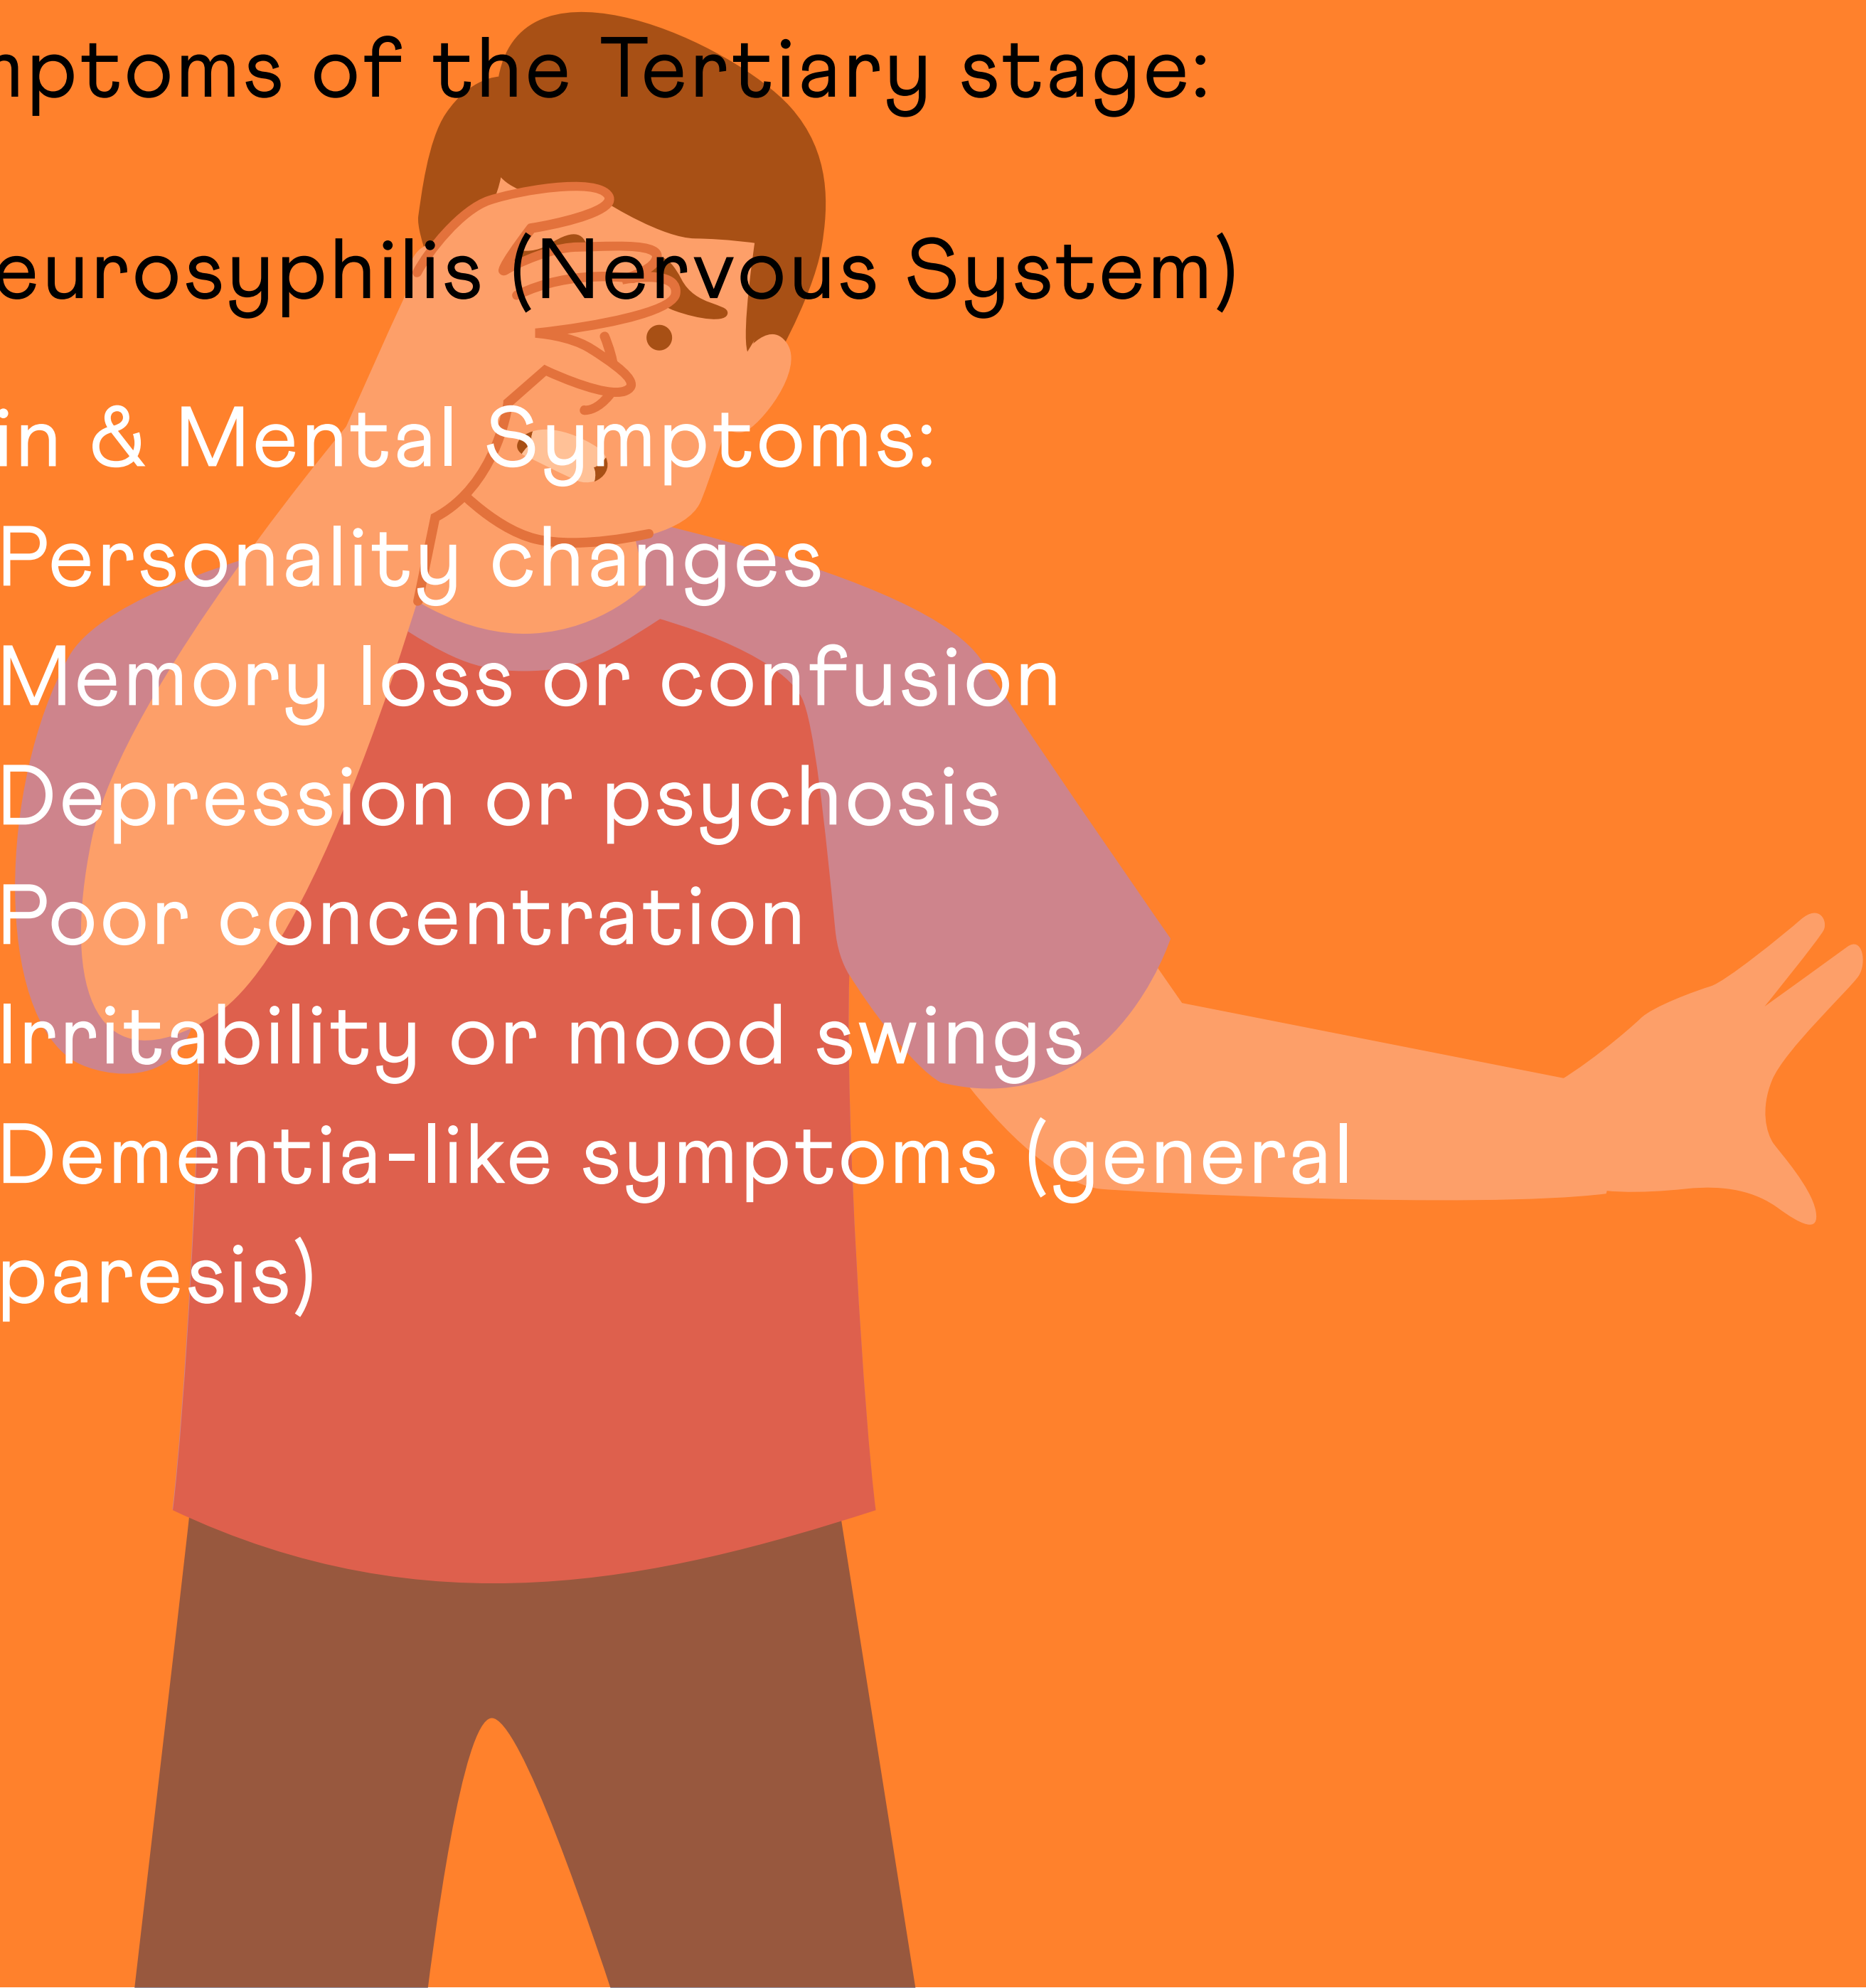 mptoms of the Tertiary stage:
eurosyphilis (Nervous System)
in & Mental Symptoms:
Personality changes
Memory loss or confusion
Depression or psychosis
Poor concentration
Irritability or mood swings
Dementia-like symptoms (general
paresis)